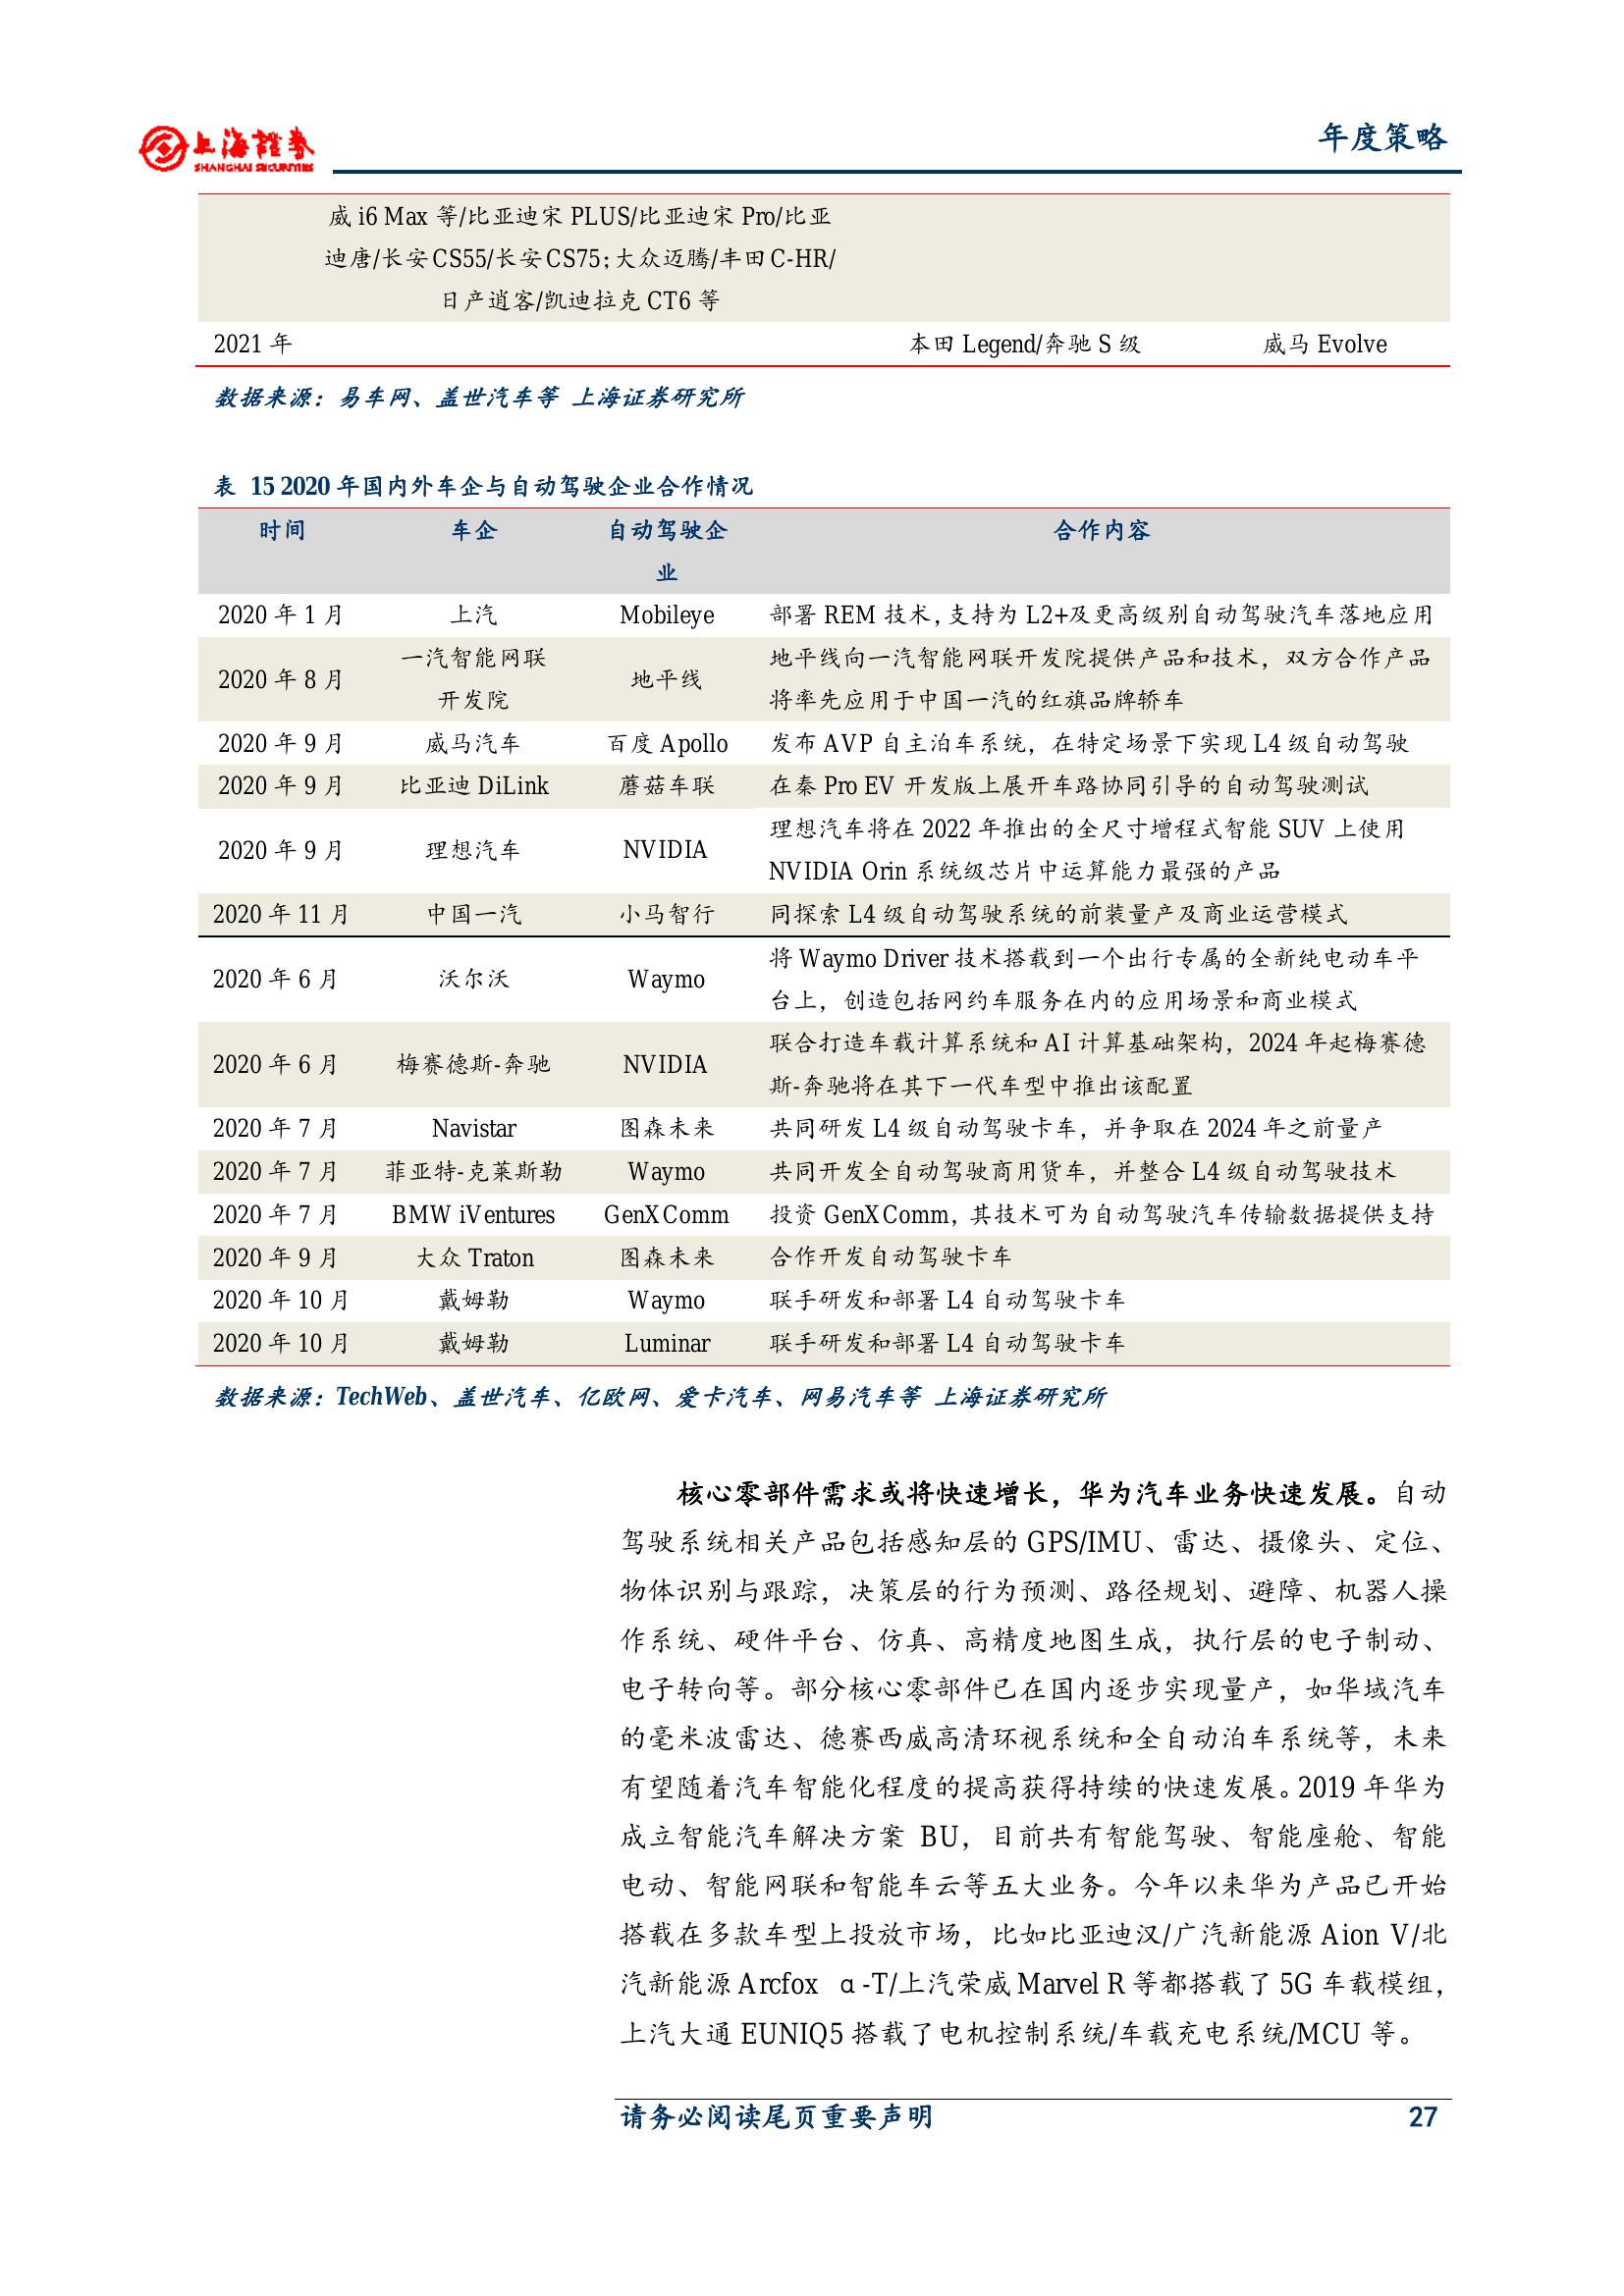 上海證券
SHANGHAI SECURITIES
年度策略
威 i6 Max 等/比亚迪宋 PLUS/比亚迪宋 Pro/比亚
迪唐/长安 CS55/长安 CS75；大众迈腾/丰田 C-HR/
日产逍客/凯迪拉克 CT6 等
2021 年 本田 Legend/奔驰 S 级 威马 Evolve
数据来源：易车网、盖世汽车等 上海证券研究所
表 15 2020 年国内外车企与自动驾驶企业合作情况
时间 车企 自动驾驶企 合作内容
业
2020 年 1 月 上汽 Mobileye 部署 REM 技术，支持为 L2+及更高级别自动驾驶汽车落地应用
2020 年 8 月 一汽智能网联 地平线 地平线向一汽智能网联开发院提供产品和技术，双方合作产品
开发院 将率先应用于中国一汽的红旗品牌轿车
2020 年 9 月 威马汽车 百度 Apollo 发布 AVP 自主泊车系统，在特定场景下实现 L4 级自动驾驶
2020 年 9 月 比亚迪 DiLink 蘑菇车联 在秦 Pro EV 开发版上展开车路协同引导的自动驾驶测试
2020 年 9 月 理想汽车 NVIDIA 理想汽车将在 2022 年推出的全尺寸增程式智能 SUV 上使用
NVIDIA Orin 系统级芯片中运算能力最强的产品
2020 年 11 月 中国一汽 小马智行 同探索 L4 级自动驾驶系统的前装量产及商业运营模式
2020 年 6 月 沃尔沃 Waymo 将 Waymo Driver 技术搭载到一个出行专属的全新纯电动车平
台上，创造包括网约车服务在内的应用场景和商业模式
2020 年 6 月 梅赛德斯-奔驰 NVIDIA 联合打造车载计算系统和 AI 计算基础架构，2024 年起梅赛德
斯-奔驰将在其下一代车型中推出该配置
2020 年 7 月 Navistar 图森未来 共同研发 L4 级自动驾驶卡车，并争取在 2024 年之前量产
2020 年 7 月 菲亚特-克莱斯勒 Waymo 共同开发全自动驾驶商用货车，并整合 L4 级自动驾驶技术
2020 年 7 月 BMW iVentures GenXComm 投资 GenXComm，其技术可为自动驾驶汽车传输数据提供支持
2020 年 9 月 大众 Traton 图森未来 合作开发自动驾驶卡车
2020 年 10 月 戴姆勒 Waymo 联手研发和部署 L4 自动驾驶卡车
2020 年 10 月 戴姆勒 Luminar 联手研发和部署 L4 自动驾驶卡车
数据来源：TechWeb、盖世汽车、亿欧网、爱卡汽车、网易汽车等 上海证券研究所
核心零部件需求或将快速增长，华为汽车业务快速发展。自动
驾驶系统相关产品包括感知层的 GPS/IMU、雷达、摄像头、定位、
物体识别与跟踪，决策层的行为预测、路径规划、避障、机器人操
作系统、硬件平台、仿真、高精度地图生成，执行层的电子制动、
电子转向等。部分核心零部件已在国内逐步实现量产，如华域汽车
的毫米波雷达、德赛西威高清环视系统和全自动泊车系统等，未来
有望随着汽车智能化程度的提高获得持续的快速发展。2019 年华为
成立智能汽车解决方案 BU，目前共有智能驾驶、智能座舱、智能
电动、智能网联和智能车云等五大业务。今年以来华为产品已开始
搭载在多款车型上投放市场，比如比亚迪汉/广汽新能源 Aion V/北
汽新能源 Arcfox α-T/上汽荣威 Marvel R 等都搭载了 5G 车载模组，
上汽大通 EUNIQ5 搭载了电机控制系统/车载充电系统/MCU 等。
请务必阅读尾页重要声明 27